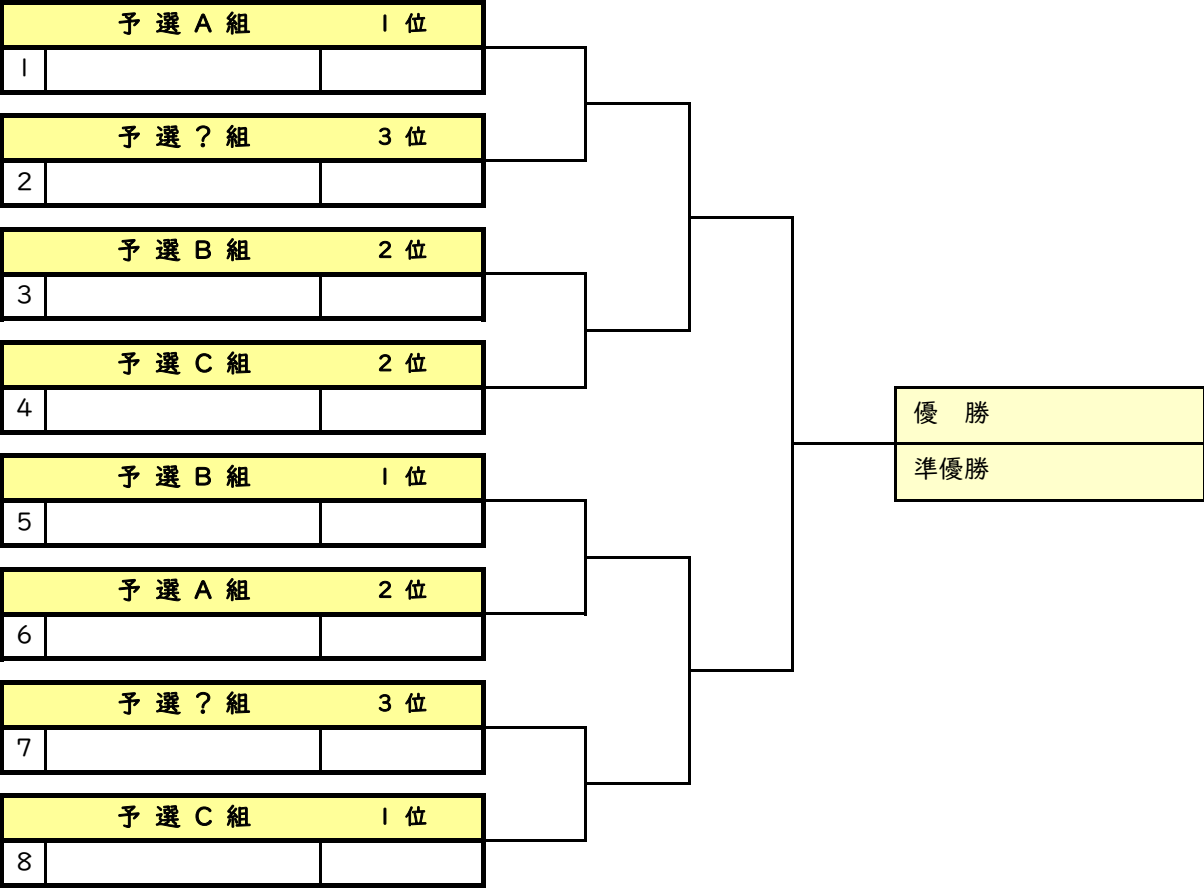 予選A組 1位
1
予選?組 3位
2
予選B組 2位
3
予選C組 2位
4
予選B組 1位
5
予選A組 2位
6
予選?組 3位
7
予選C組 1位
8
優 勝
準優勝